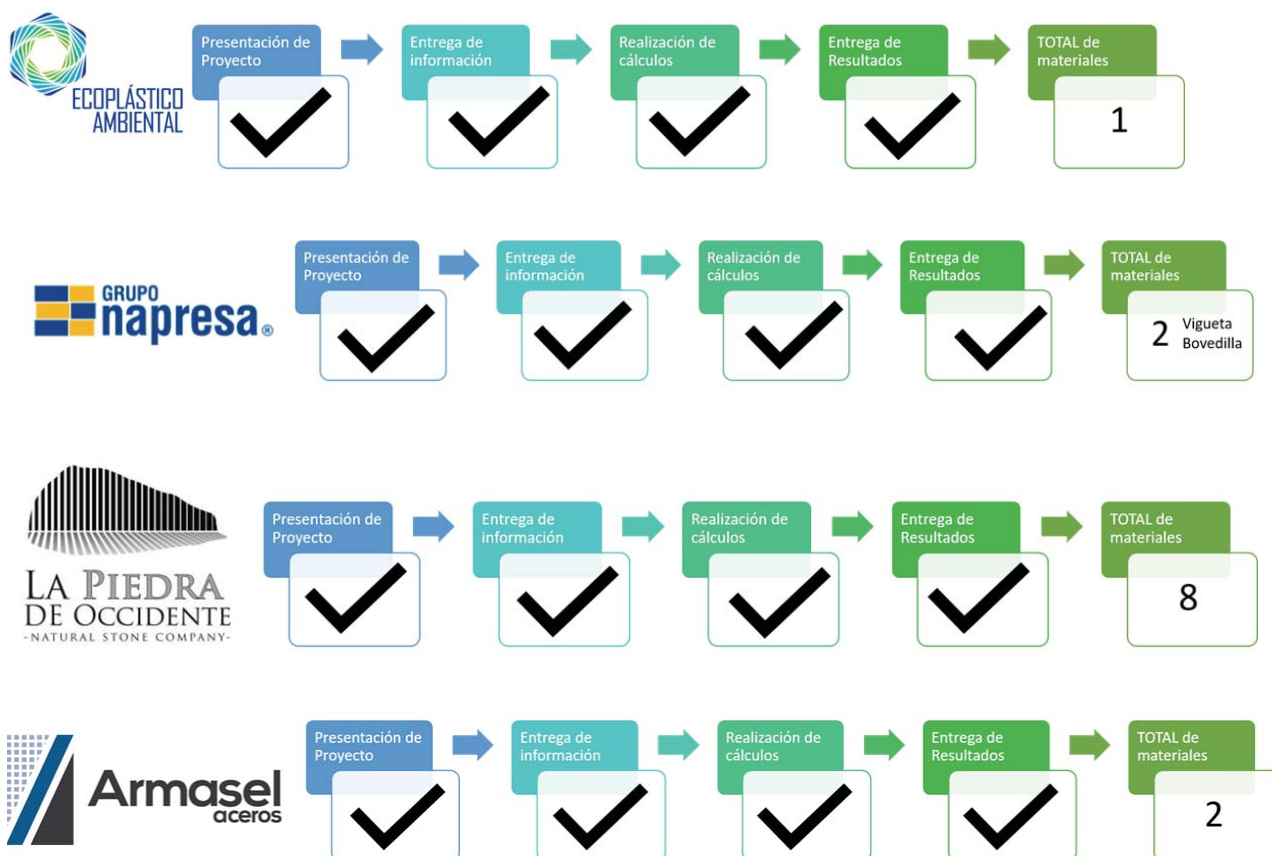 ECOPLÁSTICO
AMBIENTAL
Presentación de
Proyecto
Entrega de
información
Realización de
cálculos
Entrega de
Resultados
TOTAL de
materiales
1
GRUPO
napresa®
Presentación de
Proyecto
Entrega de
información
Realización de
cálculos
Entrega de
Resultados
TOTAL de
materiales
2
Vigueta
Bovedilla
LA PIEDRA
DE OCCIDENTE
-NATURAL STONE COMPANY-
Presentación de
Proyecto
Entrega de
información
Realización de
cálculos
Entrega de
Resultados
TOTAL de
materiales
8
Armasel
aceros
Presentación de
Proyecto
Entrega de
información
Realización de
cálculos
Entrega de
Resultados
TOTAL de
materiales
2